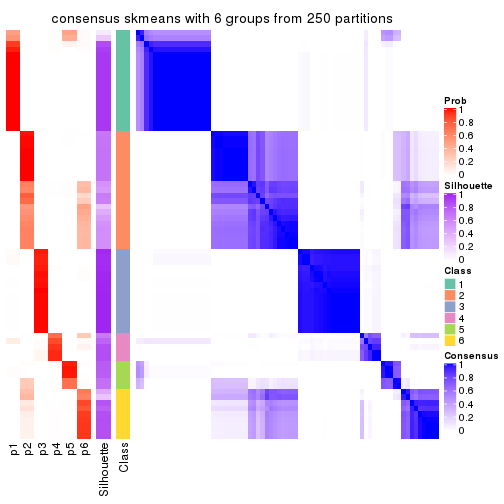 consensus skmeans with 6 groups from 250 partitions
Prob
1
0.8
0.6
0.4
0.2
0
Silhouette
1
0.8
0.6
0.4
0.2
0
Class
1
2
3
4
5
6
Consensus
1
0.8
0.6
0.4
0.2
0
p1
p2
p3
p4
p5
p6
Silhouette
Class